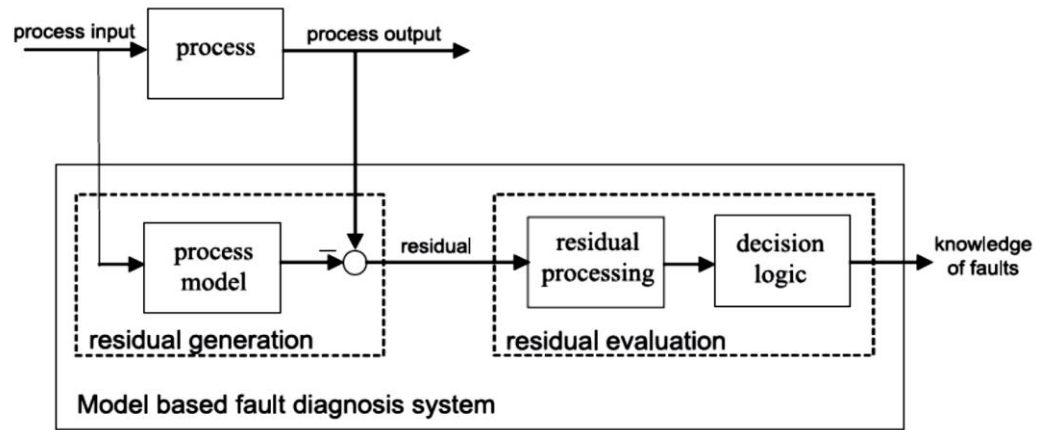 process input
process
process output
process
model
–
residual
residual
processing
decision
logic
knowledge
of faults
residual generation
residual evaluation
Model based fault diagnosis system